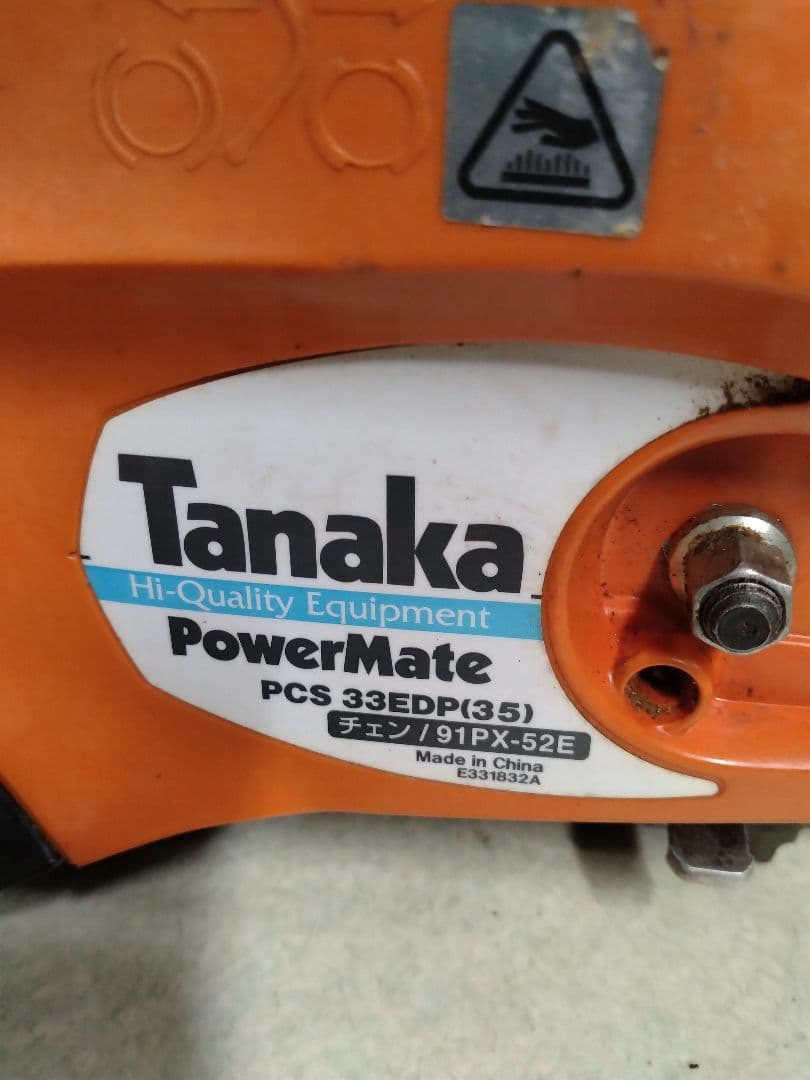 Tanaka
Hi-Quality Equipment
PowerMate
PCS 33EDP(35)
チェン/91PX-52E
Made in China
E331832A